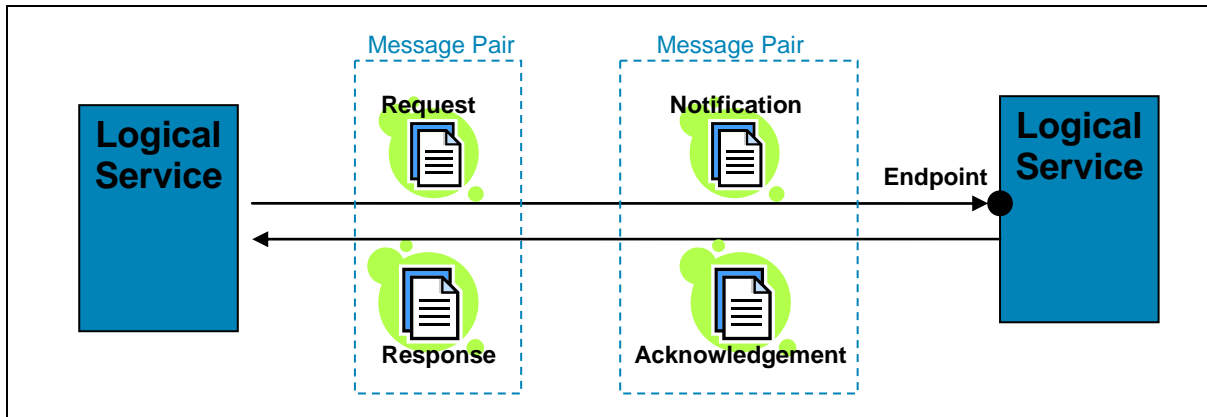 Message Pair
Message Pair
Request
Notification
Logical
Service
Logical
Service
Endpoint
Response
Acknowledgement